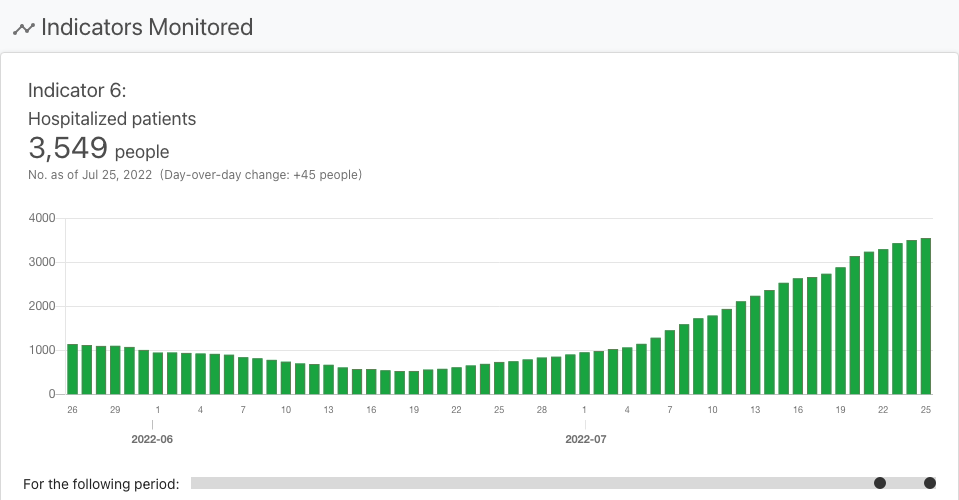 Indicators Monitored
Indicator 6:
Hospitalized patients
3,549 people
No. as of Jul 25, 2022 (Day-over-day change: +45 people)
4000
3000
2000
1000
0
26 29 1 4 7 10 13 16 19 22 25 28 1 4 7 10 13 16 19 22 25
2022-06 2022-07
For the following period: